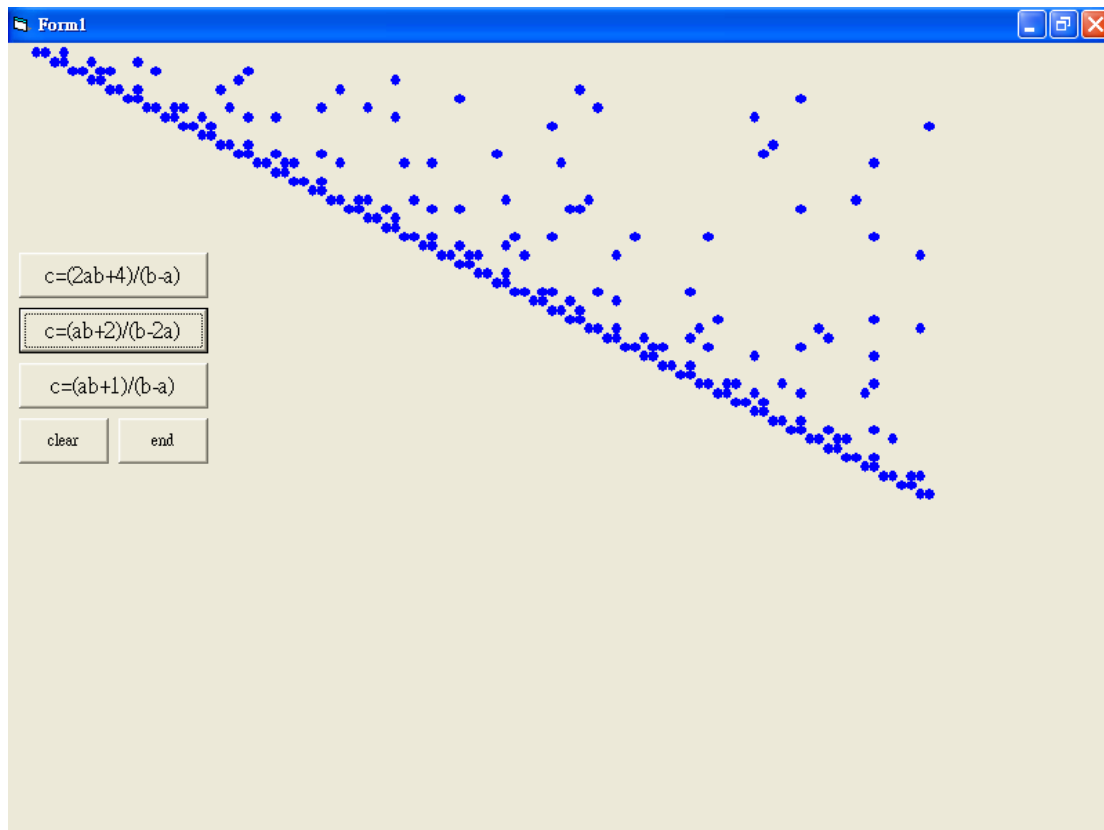 Form1
c=(2ab+4)/(b-a)
c=(ab+2)/(b-2a)
c=(ab+1)/(b-a)
clear end